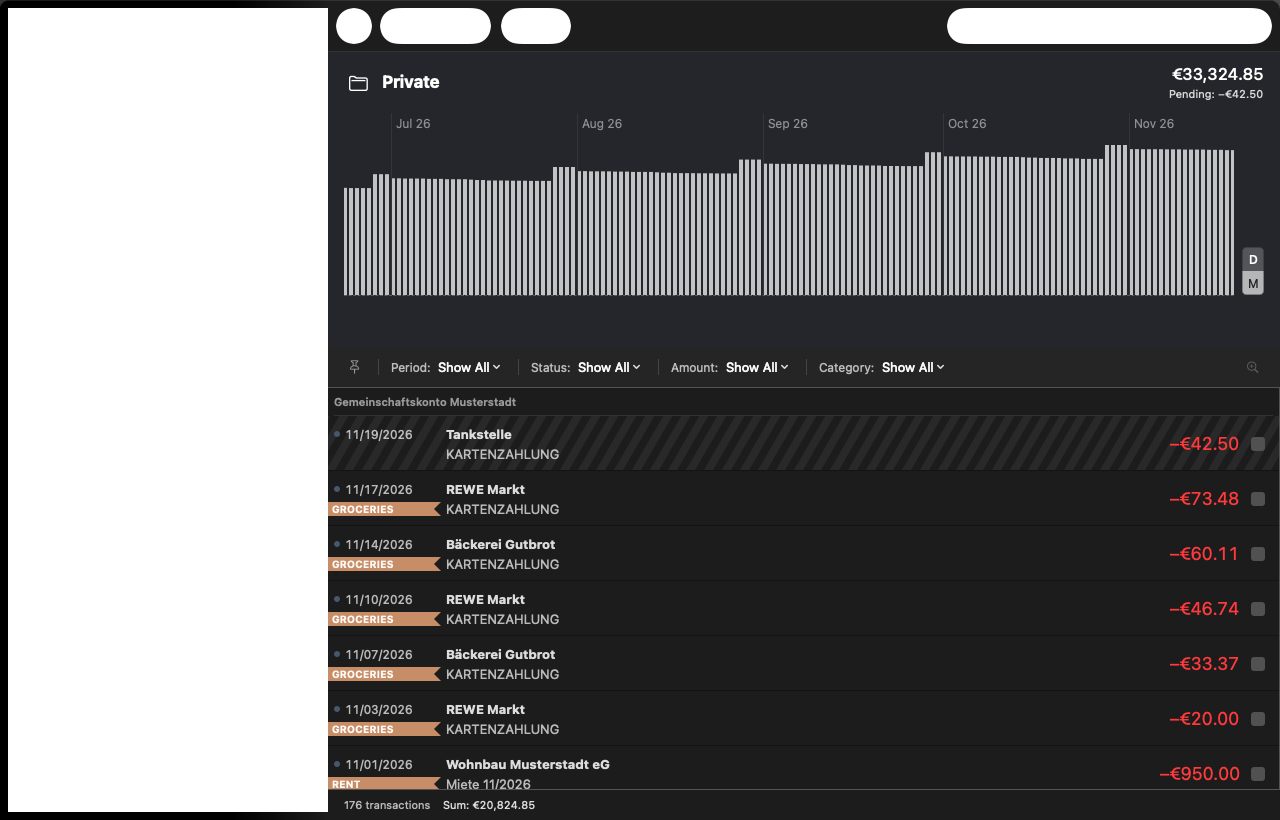 Private
€33,324.85
Pending: −€42.50
Jul 26
Aug 26
Sep 26
Oct 26
Nov 26
D
M
Period: Show All
Status: Show All
Amount: Show All
Category: Show All
Gemeinschaftskonto Musterstadt
11/19/2026
Tankstelle
KARTENZAHLUNG
−€42.50
11/17/2026
REWE Markt
GROCERIES
KARTENZAHLUNG
−€73.48
11/14/2026
Bäckerei Gutbrot
GROCERIES
KARTENZAHLUNG
−€60.11
11/10/2026
REWE Markt
GROCERIES
KARTENZAHLUNG
−€46.74
11/07/2026
Bäckerei Gutbrot
GROCERIES
KARTENZAHLUNG
−€33.37
11/03/2026
REWE Markt
GROCERIES
KARTENZAHLUNG
−€20.00
11/01/2026
Wohnbau Musterstadt eG
RENT
Miete 11/2026
−€950.00
176 transactions Sum: €20,824.85